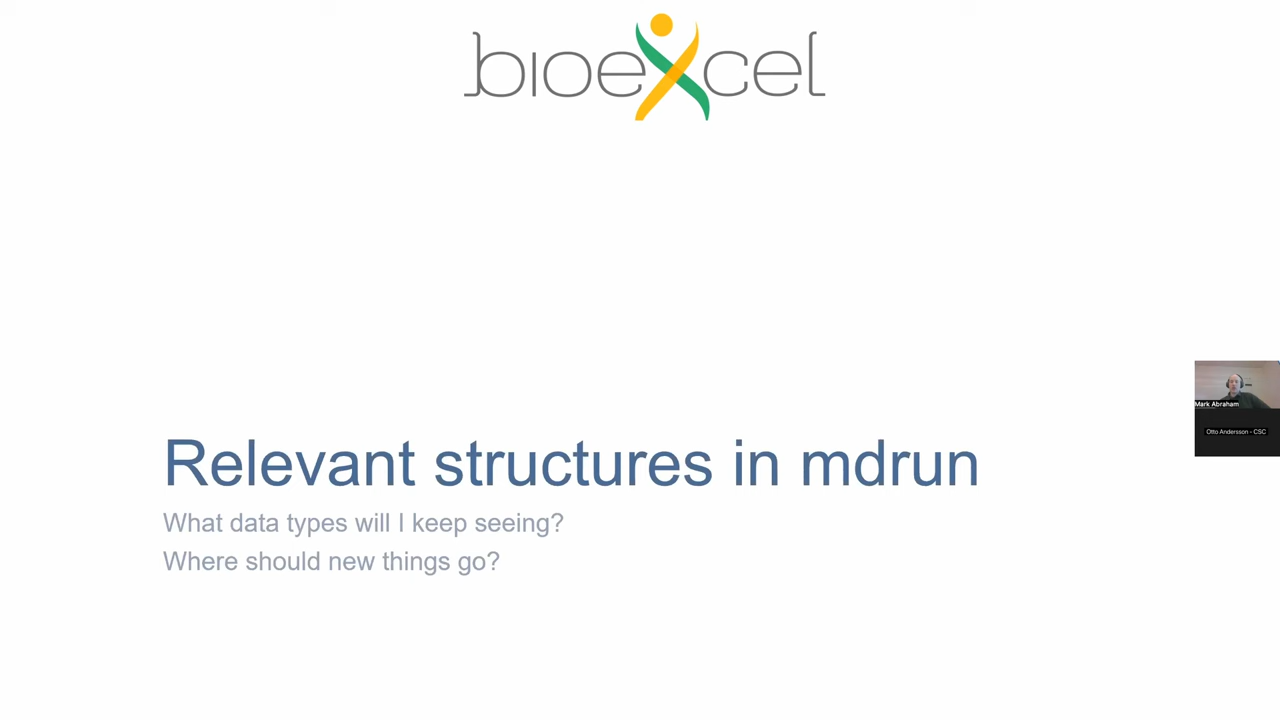 bioexcel
Relevant structures in mdrun
What data types will I keep seeing?
Where should new things go?
Mark Abraham
Otto Andersson - CSC